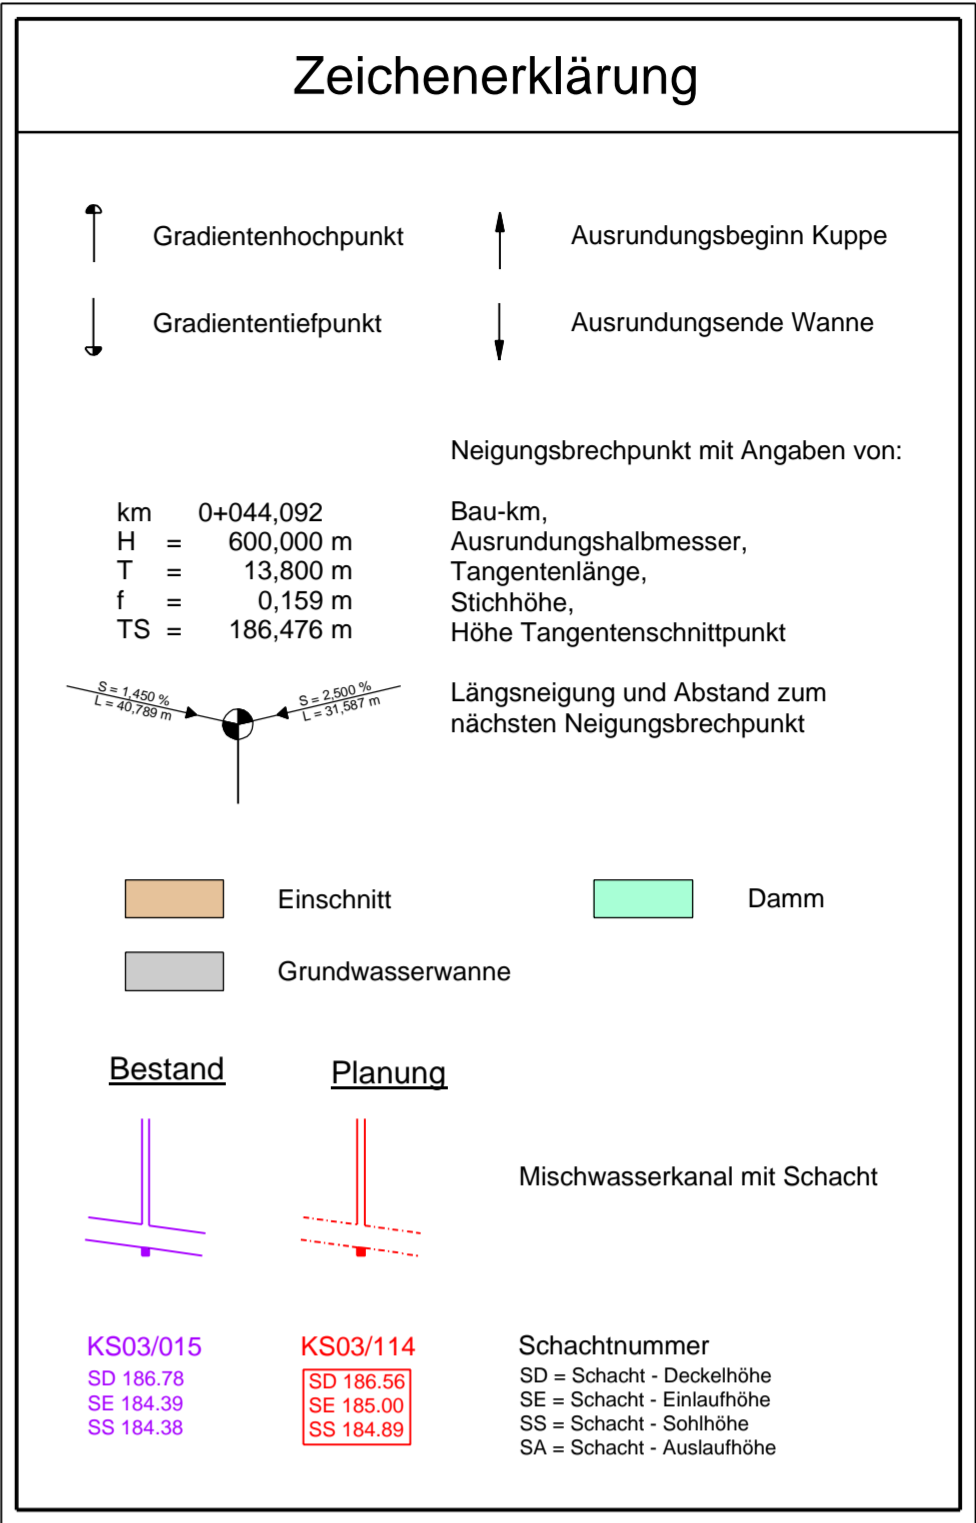 Zeichenerklärung
Gradientenhochpunkt
Ausrundungsbeginn Kuppe
Gradiententiefpunkt
Ausrundungsende Wanne
Neigungsbrechpunkt mit Angaben von:
km 0+044,092
Bau-km,
H = 600,000 m
Ausrundungshalbmesser,
T = 13,800 m
Tangentenlänge,
f = 0,159 m
Stichhöhe,
TS = 186,476 m
Höhe Tangentenschnittpunkt
S = 1,450 %
L = 40,789 m
S = 2,500 %
L = 31,587 m
Längsneigung und Abstand zum
nächsten Neigungsbrechpunkt
Einschnitt
Damm
Grundwasserwanne
Bestand
Planung
Mischwasserkanal mit Schacht
KS03/015
SD 186.78
SE 184.39
SS 184.38
KS03/114
SD 186.56
SE 185.00
SS 184.89
Schachtnummer
SD = Schacht - Deckelhöhe
SE = Schacht - Einlaufhöhe
SS = Schacht - Sohlhöhe
SA = Schacht - Auslaufhöhe